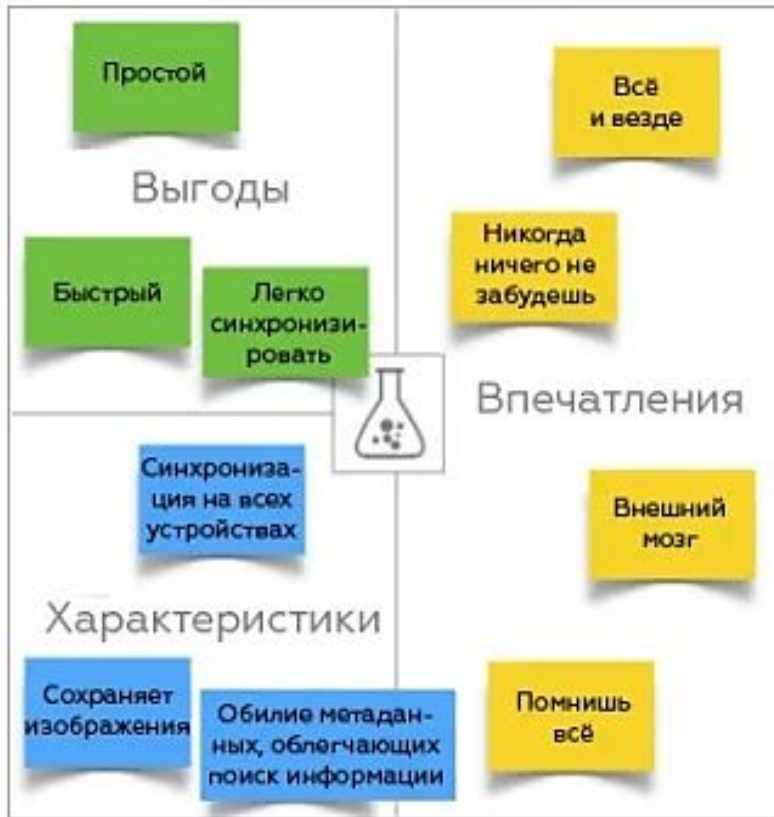 Простой
Выгоды
Быстрый
Легко
синхронизи-
ровать
Всё
и везде
Никогда
ничего не
забудешь
Впечатления
Внешний
мозг
Помнишь
всё
Синхрониза-
ция на всех
устройствах
Характеристики
Сохраняет
изображения
Обилие метадан-
ных, облегчающих
поиск информации